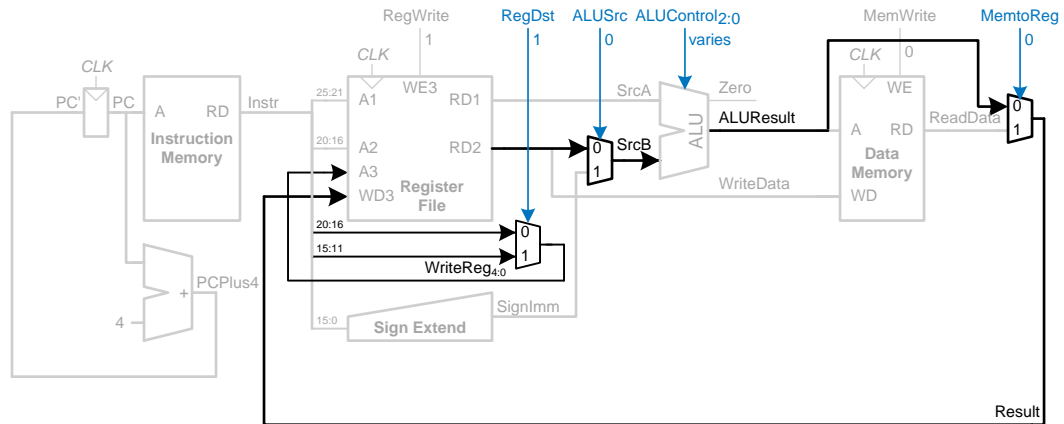 RegWrite
1
RegDst
1
ALUSrc
0
ALUControl2:0
varies
MemWrite
0
MemtoReg
0
CLK
CLK
CLK
PC'
PC
A
RD
Instr
Instruction
Memory
25:21
A1
WE3
RD1
20:16
A2
RD2
A3
WD3
Register
File
SrcA
Zero
0
1
SrcB
ALU
ALUResult
A
WE
RD
Data
Memory
WD
WriteData
ReadData
0
1
20:16
0
15:11
1
WriteReg4:0
PCPlus4
+
4
15:0
Sign Extend
SignImm
Result